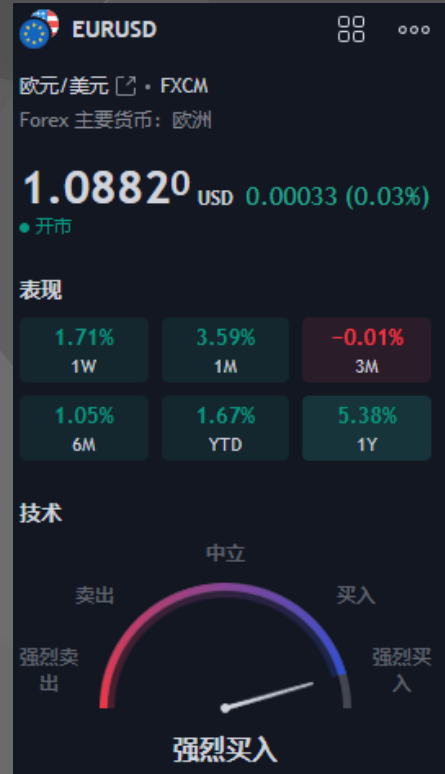 EURUSD
欧元/美元 • FXCM
Forex 主要货币: 欧洲
1.08820 USD 0.00033 (0.03%)
开市
表现
1.71% 3.59% −0.01%
1W 1M 3M
1.05% 1.67% 5.38%
6M YTD 1Y
技术
中立
卖出 买入
强烈卖 强烈买
出 入
强烈买入